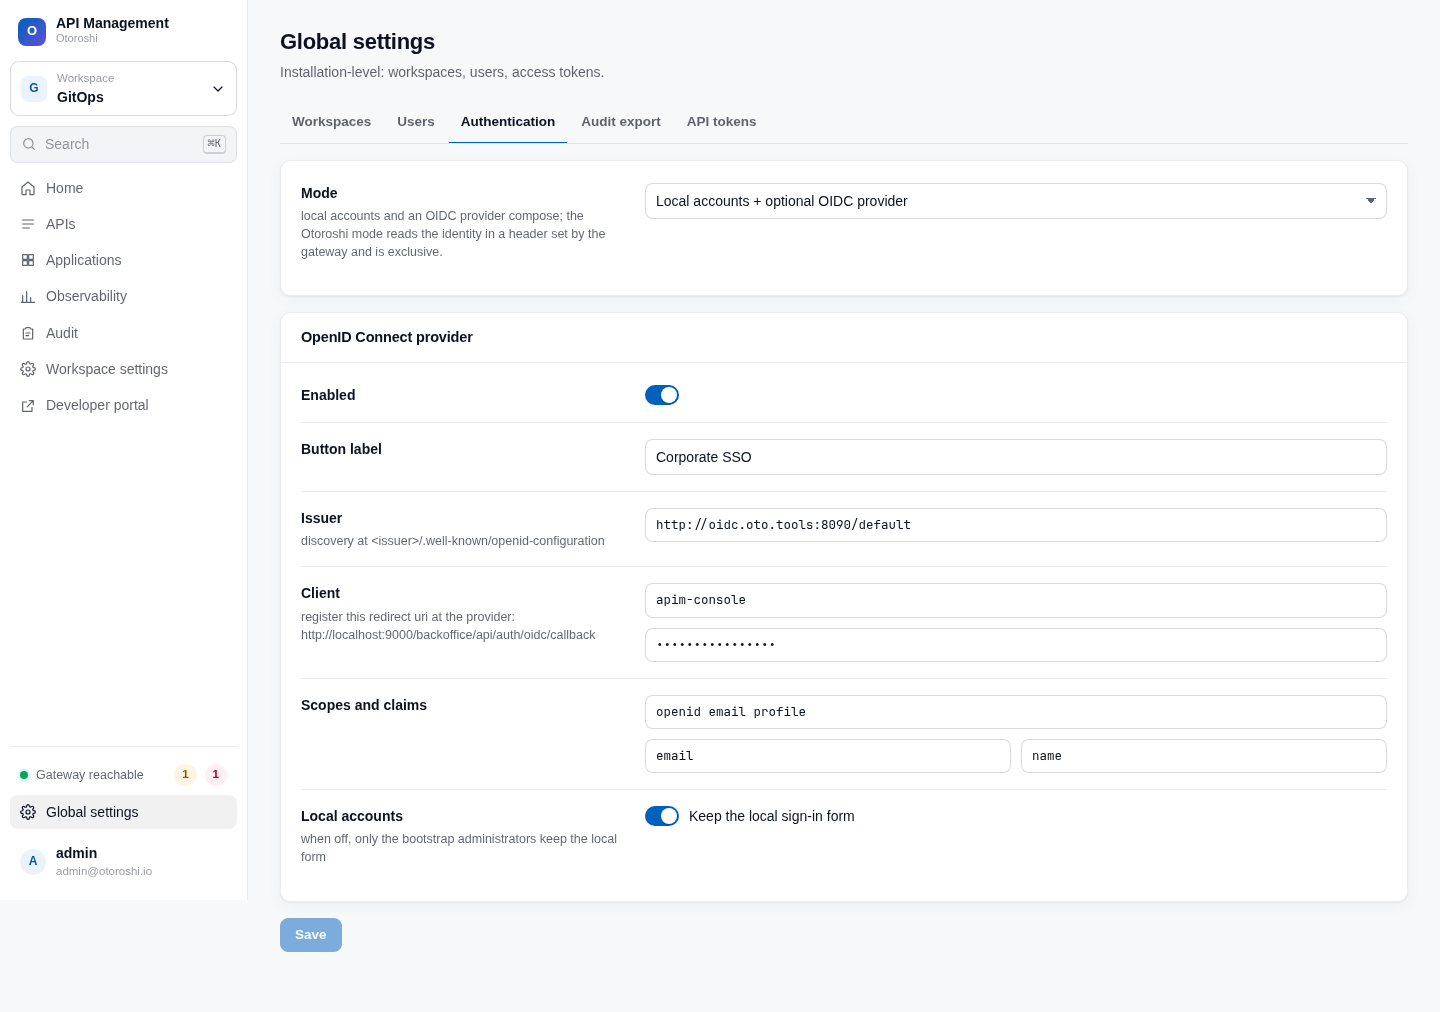 O
API Management
Otoroshi
G
Workspace
GitOps
Search
⌘K
Home
APIs
Applications
Observability
Audit
Workspace settings
Developer portal
Gateway reachable
1
1
Global settings
A
admin
admin@otoroshi.io
Global settings
Installation-level: workspaces, users, access tokens.
Workspaces
Users
Authentication
Audit export
API tokens
Mode
local accounts and an OIDC provider compose; the
Otoroshi mode reads the identity in a header set by the
gateway and is exclusive.
Local accounts + optional OIDC provider
OpenID Connect provider
Enabled
Button label
Corporate SSO
Issuer
discovery at <issuer>/.well-known/openid-configuration
http://oidc.oto.tools:8090/default
Client
register this redirect uri at the provider:
http://localhost:9000/backoffice/api/auth/oidc/callback
apim-console
••••••••••••••••
Scopes and claims
openid email profile
email
name
Local accounts
when off, only the bootstrap administrators keep the local
form
Keep the local sign-in form
Save